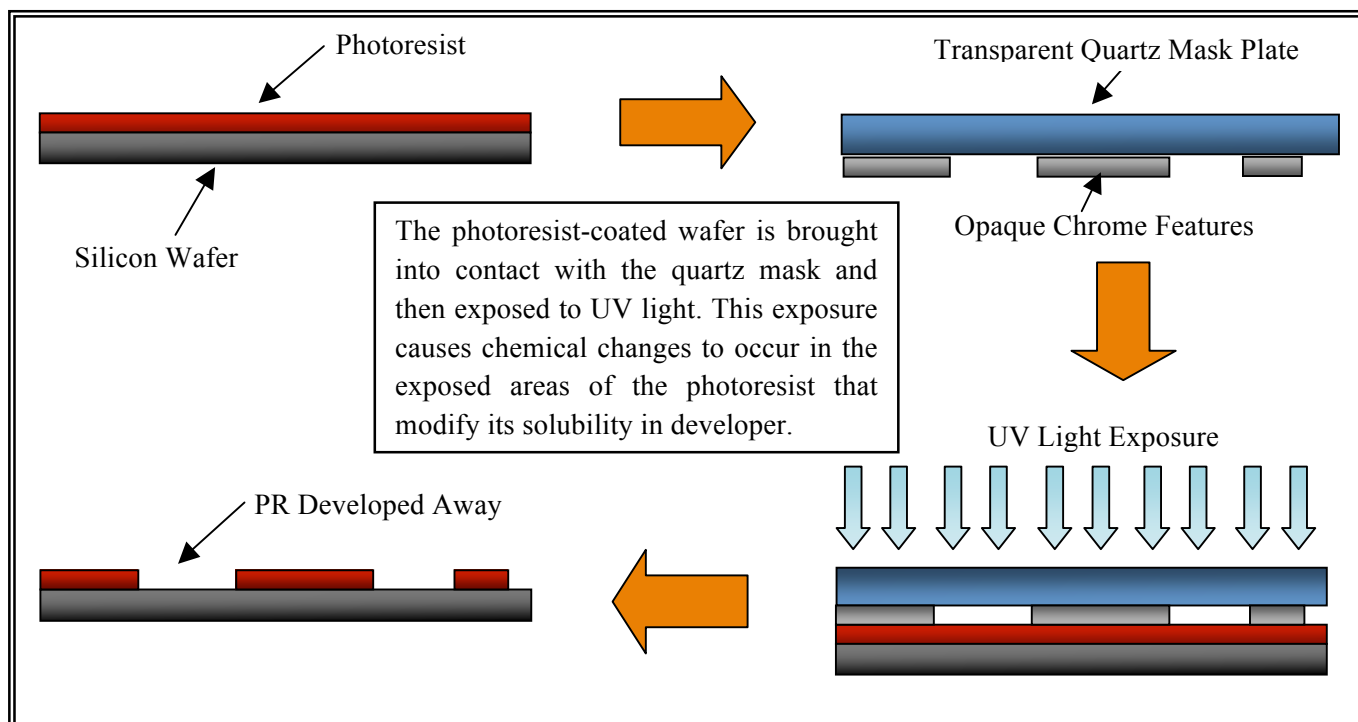 Photoresist
Transparent Quartz Mask Plate
Silicon Wafer
Opaque Chrome Features
The photoresist-coated wafer is brought
into contact with the quartz mask and
then exposed to UV light. This exposure
causes chemical changes to occur in the
exposed areas of the photoresist that
modify its solubility in developer.
UV Light Exposure
PR Developed Away